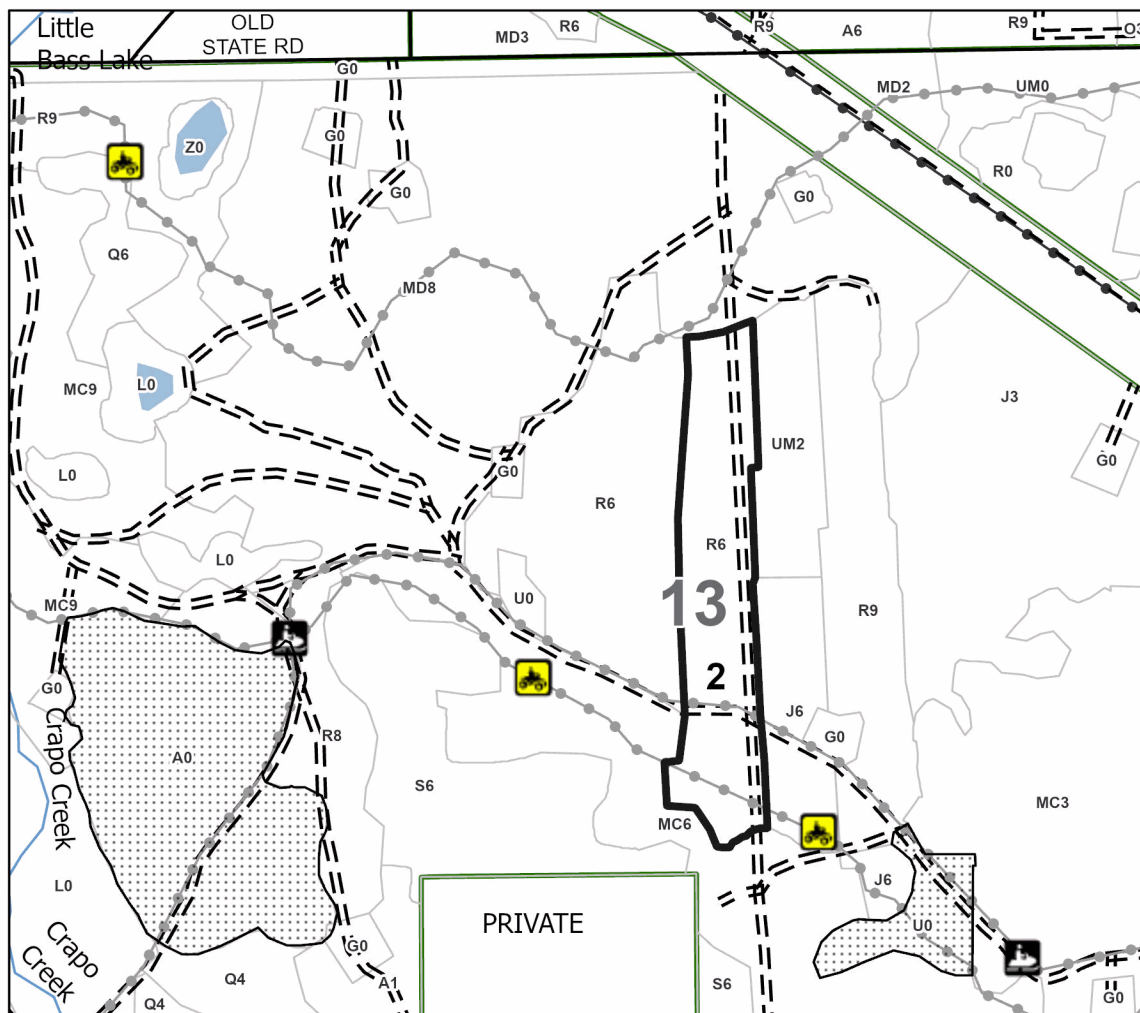 Little
Bass Lake
OLD
STATE RD
MD3
R6
R9
A6
R9
O3
G0
MD2
UM0
R9
Z0
G0
G0
R0
G0
Q6
MD8
MC9
L0
J3
UM2
G0
L0
G0
R6
R6
L0
MC9
U0
13
R9
G0
2
J6
G0
R8
Crapo Creek
A0
S6
MC6
MC3
L0
J6
U0
PRIVATE
Crapo
Creek
G0
Q4
Q4
A1
S6
G0